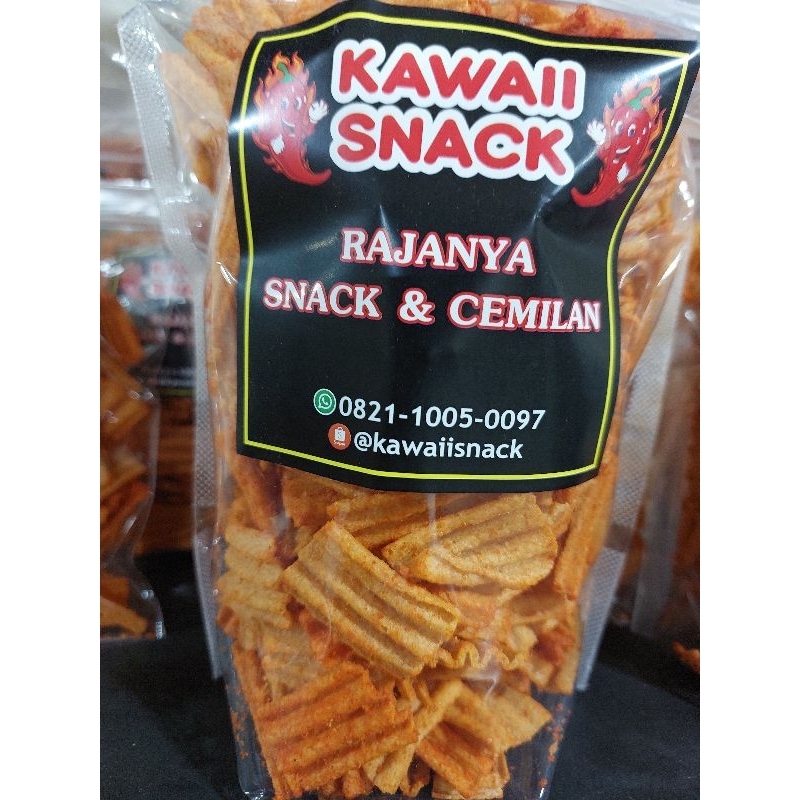 KAWAII
SNACK
RAJANYA
SNACK & CEMILAN
0821-1005-0097
@kawaiisnack